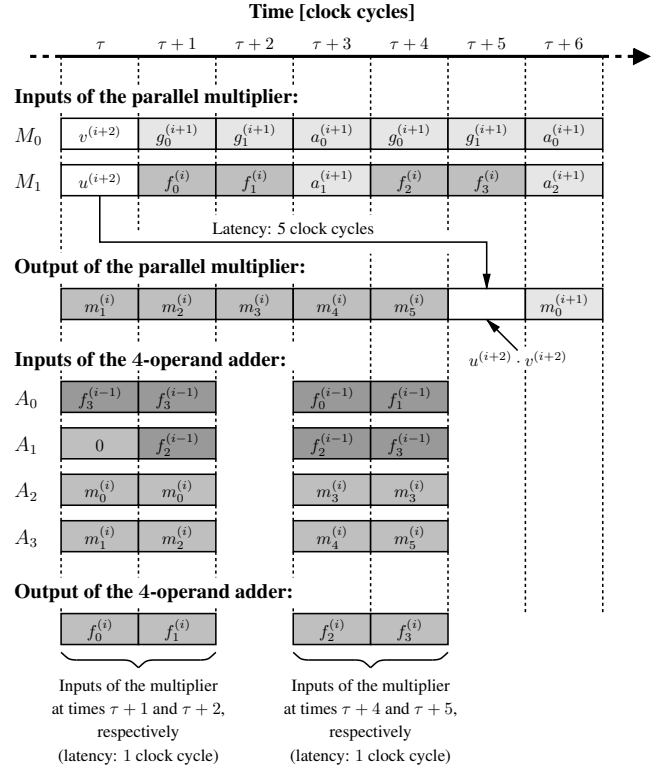 Time [clock cycles]
τ τ + 1 τ + 2 τ + 3 τ + 4 τ + 5 τ + 6
Inputs of the parallel multiplier:
M₀ v^(i+2) g₀^(i+1) g₁^(i+1) a₀^(i+1) g₀^(i+1) g₁^(i+1) a₀^(i+1)
M₁ u^(i+2) f₀^(i) f₁^(i) a₁^(i+1) f₂^(i) f₃^(i) a₂^(i+1)
Latency: 5 clock cycles
Output of the parallel multiplier:
m₁^(i) m₂^(i) m₃^(i) m₄^(i) m₅^(i) m₀^(i+1)
u^(i+2) · v^(i+2)
Inputs of the 4-operand adder:
A₀ f₃^(i−1) f₃^(i−1) f₀^(i−1) f₁^(i−1)
A₁ 0 f₂^(i−1) f₂^(i−1) f₃^(i−1)
A₂ m₀^(i) m₀^(i) m₃^(i) m₃^(i)
A₃ m₁^(i) m₂^(i) m₄^(i) m₅^(i)
Output of the 4-operand adder:
f₀^(i) f₁^(i) f₂^(i) f₃^(i)
Inputs of the multiplier
at times τ + 1 and τ + 2,
respectively
(latency: 1 clock cycle)
Inputs of the multiplier
at times τ + 4 and τ + 5,
respectively
(latency: 1 clock cycle)